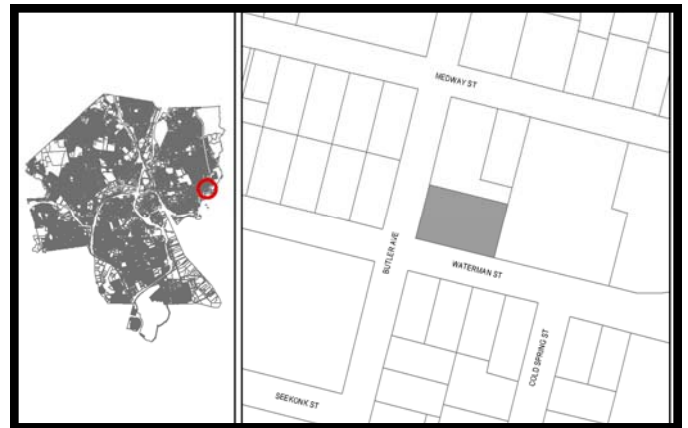 MEDWAY ST
BUTLER AVE
WATERMAN ST
COLD SPRING ST
SEEKONK ST